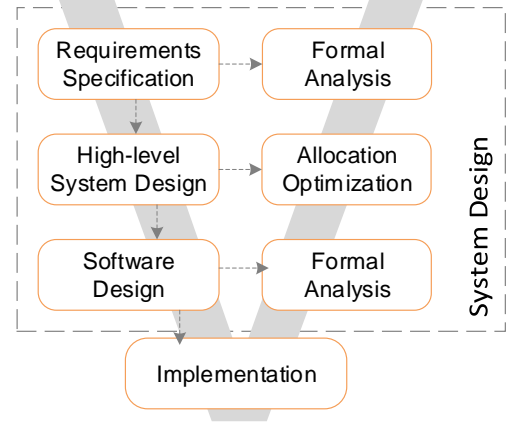 Requirements
Specification
Formal
Analysis
High-level
System Design
Allocation
Optimization
Software
Design
Formal
Analysis
System Design
Implementation